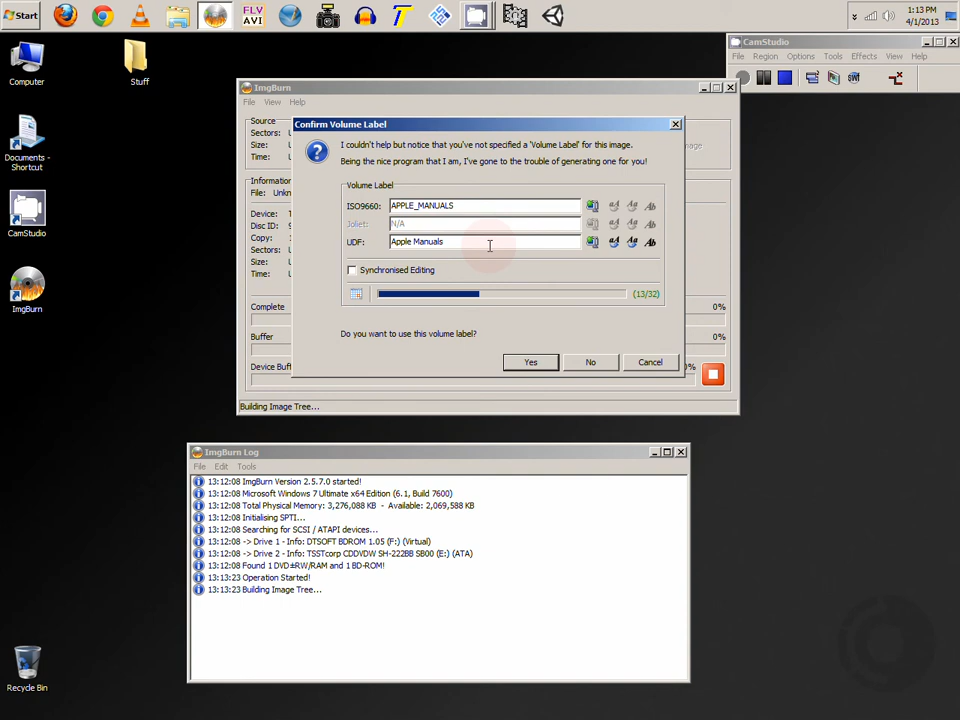 Start
FLV
AVI
1:13 PM
4/1/2013
Computer
Stuff
Documents - Shortcut
CamStudio
ImgBurn
Recycle Bin
CamStudio
File Region Options Tools Effects View Help
ImgBurn
File View Help
Source
Sectors:
Size:
Time:
Information
File: Unkn
Device:
Disc ID: 9
Copy:
Sectors:
Size:
Time:
Complete 0%
Buffer 0%
Device Buf %
Building Image Tree...
Confirm Volume Label
I couldn't help but notice that you've not specified a 'Volume Label' for this image.
Being the nice program that I am, I've gone to the trouble of generating one for you!
Volume Label
ISO9660: APPLE_MANUALS
Joliet: N/A
UDF: Apple Manuals
Synchronised Editing
(13/32)
Do you want to use this volume label?
Yes No Cancel
ImgBurn Log
File Edit Tools
13:12:08 ImgBurn Version 2.5.7.0 started!
13:12:08 Microsoft Windows 7 Ultimate x64 Edition (6.1, Build 7600)
13:12:08 Total Physical Memory: 3,276,088 KB - Available: 2,069,588 KB
13:12:08 Initialising SPTI...
13:12:08 Searching for SCSI / ATAPI devices...
13:12:08 -> Drive 1 - Info: DTSOFT BDROM 1.05 (F:) (Virtual)
13:12:08 -> Drive 2 - Info: TSSTcorp CDDVDW SH-222BB SB00 (E:) (ATA)
13:12:08 Found 1 DVD±RW/RAM and 1 BD-ROM!
13:13:23 Operation Started!
13:13:23 Building Image Tree...